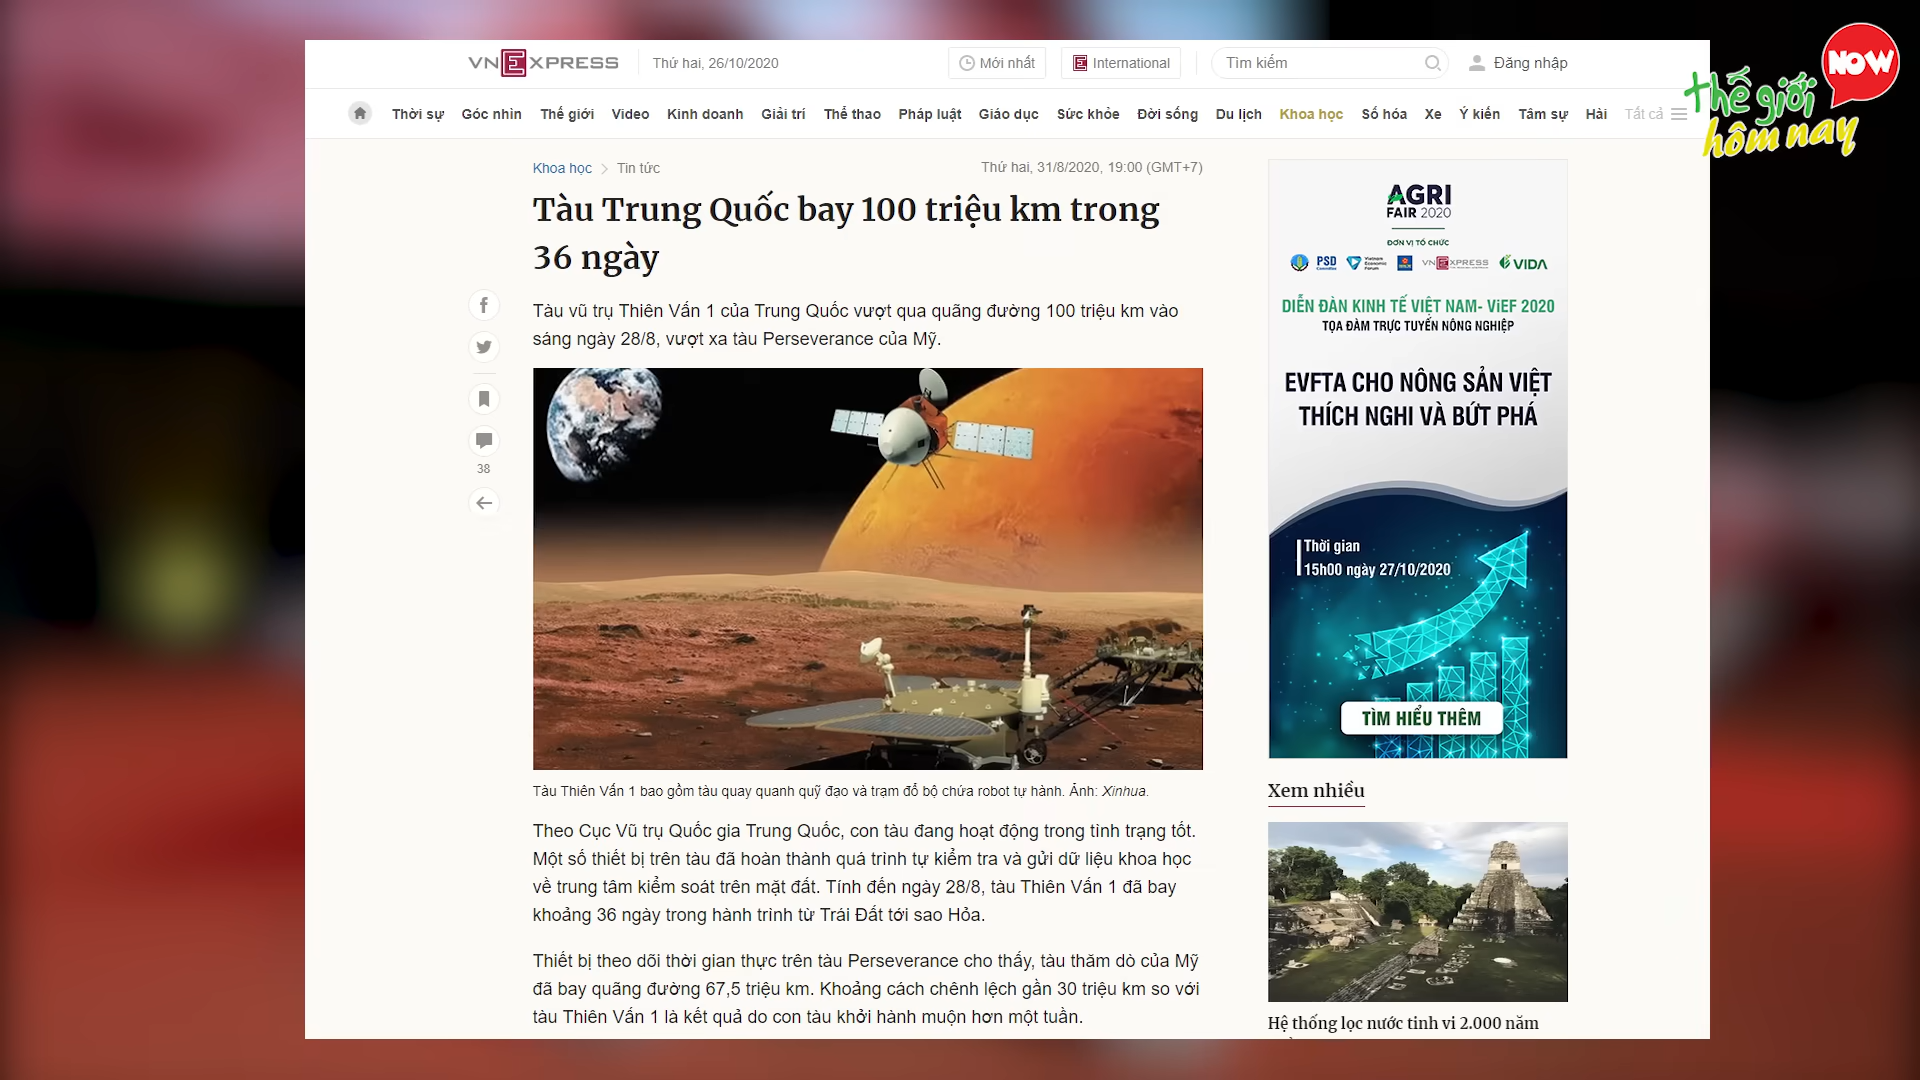 VNEXPRESS
Thứ hai, 26/10/2020
Mới nhất
E International
Tìm kiếm
Đăng nhập
NOW
thế giới
hôm nay
Thời sự Góc nhìn Thế giới Video Kinh doanh Giải trí Thể thao Pháp luật Giáo dục Sức khỏe Đời sống Du lịch Khoa học Số hóa Xe Ý kiến Tâm sự Hài Tất cả
Khoa học > Tin tức
Thứ hai, 31/8/2020, 19:00 (GMT+7)
Tàu Trung Quốc bay 100 triệu km trong
36 ngày
Tàu vũ trụ Thiên Vấn 1 của Trung Quốc vượt qua quãng đường 100 triệu km vào
sáng ngày 28/8, vượt xa tàu Perseverance của Mỹ.
38
Tàu Thiên Vấn 1 bao gồm tàu quay quanh quỹ đạo và trạm đổ bộ chứa robot tự hành. Ảnh: Xinhua.
Theo Cục Vũ trụ Quốc gia Trung Quốc, con tàu đang hoạt động trong tình trạng tốt.
Một số thiết bị trên tàu đã hoàn thành quá trình tự kiểm tra và gửi dữ liệu khoa học
về trung tâm kiểm soát trên mặt đất. Tính đến ngày 28/8, tàu Thiên Vấn 1 đã bay
khoảng 36 ngày trong hành trình từ Trái Đất tới sao Hỏa.
Thiết bị theo dõi thời gian thực trên tàu Perseverance cho thấy, tàu thăm dò của Mỹ
đã bay quãng đường 67,5 triệu km. Khoảng cách chênh lệch gần 30 triệu km so với
tàu Thiên Vấn 1 là kết quả do con tàu khởi hành muộn hơn một tuần.
AGRI
FAIR 2020
ĐƠN VỊ TỔ CHỨC
PSD
VNEXPRESS
VIDA
DIỄN ĐÀN KINH TẾ VIỆT NAM- ViEF 2020
TỌA ĐÀM TRỰC TUYẾN NÔNG NGHIỆP
EVFTA CHO NÔNG SẢN VIỆT
THÍCH NGHI VÀ BỨT PHÁ
Thời gian
15h00 ngày 27/10/2020
TÌM HIỂU THÊM
Xem nhiều
Hệ thống lọc nước tinh vi 2.000 năm